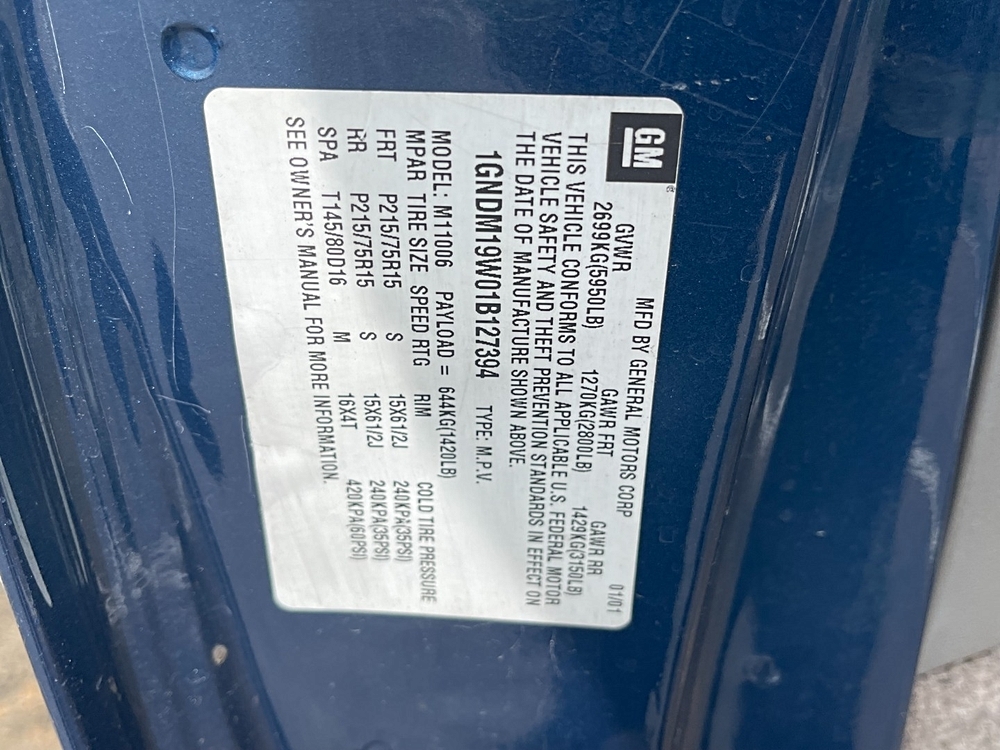 GM
MFD BY GENERAL MOTORS CORP 01/01
GVWR GAWR FRT GAWR RR
2699KG(5950LB) 1270KG(2800LB) 1429KG(3150LB)
THIS VEHICLE CONFORMS TO ALL APPLICABLE U.S. FEDERAL MOTOR
VEHICLE SAFETY AND THEFT PREVENTION STANDARDS IN EFFECT ON
THE DATE OF MANUFACTURE SHOWN ABOVE.
1GNDM19W01B127394 TYPE: M.P.V.
MODEL: M11006 PAYLOAD = 644KG(1420LB)
MPAR TIRE SIZE SPEED RTG RIM COLD TIRE PRESSURE
FRT P215/75R15 S 15X61/2J 240KPA(35PSI)
RR P215/75R15 S 15X61/2J 240KPA(35PSI)
SPA T145/80D16 M 16X4T 420KPA(60PSI)
SEE OWNER'S MANUAL FOR MORE INFORMATION.